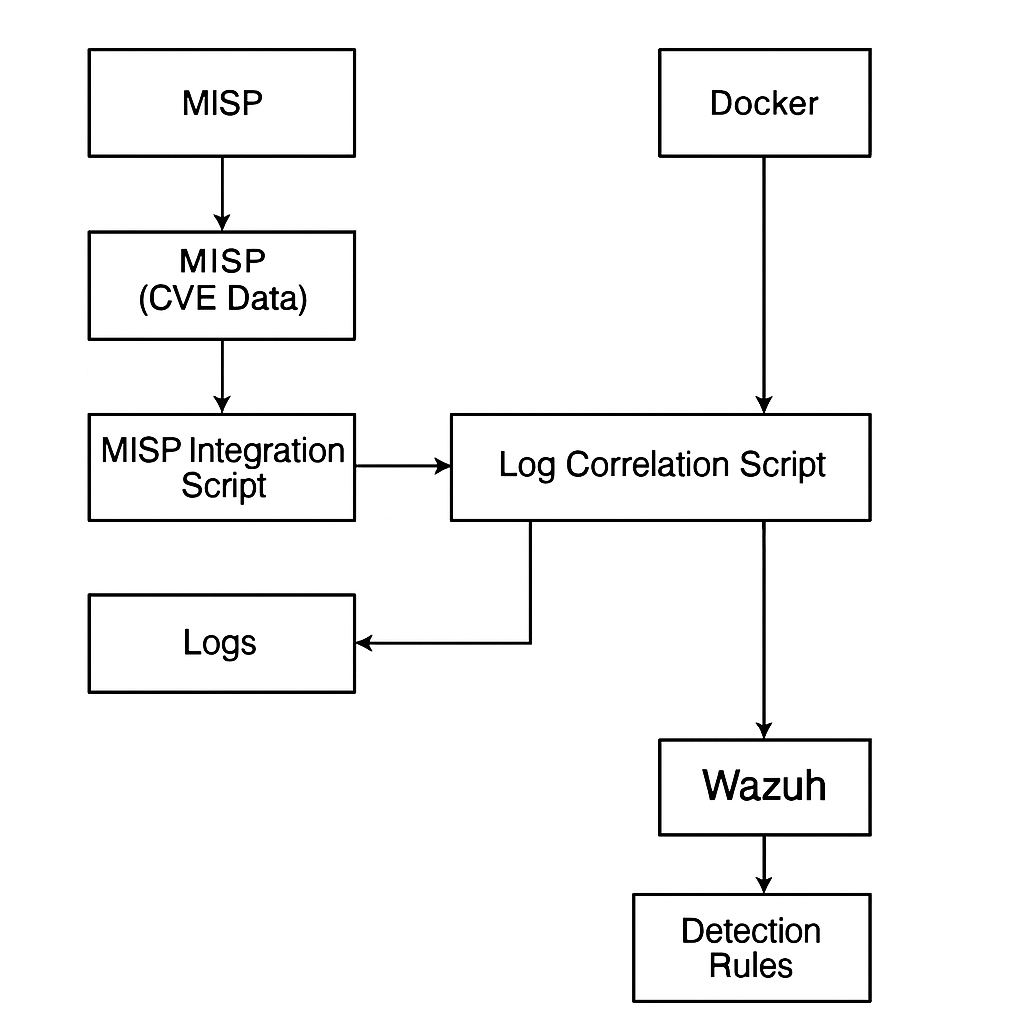 MISP
Docker
MISP
(CVE Data)
MISP Integration
Script
Log Correlation Script
Logs
Wazuh
Detection
Rules